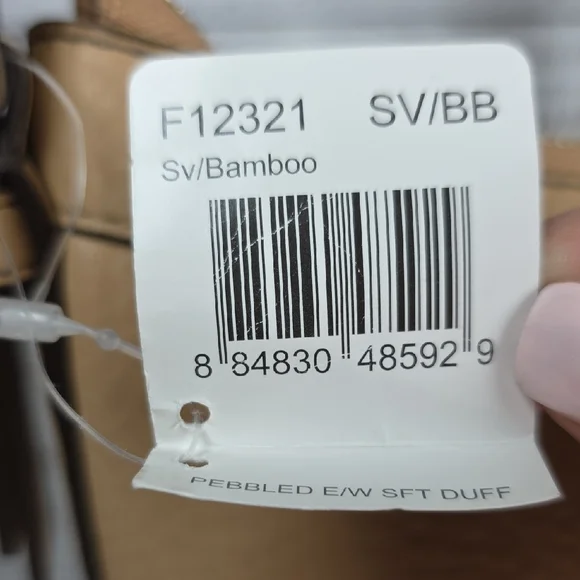 F12321 SV/BB
Sv/Bamboo
8 84830 48592 9
PEBBLED E/W SFT DUFF